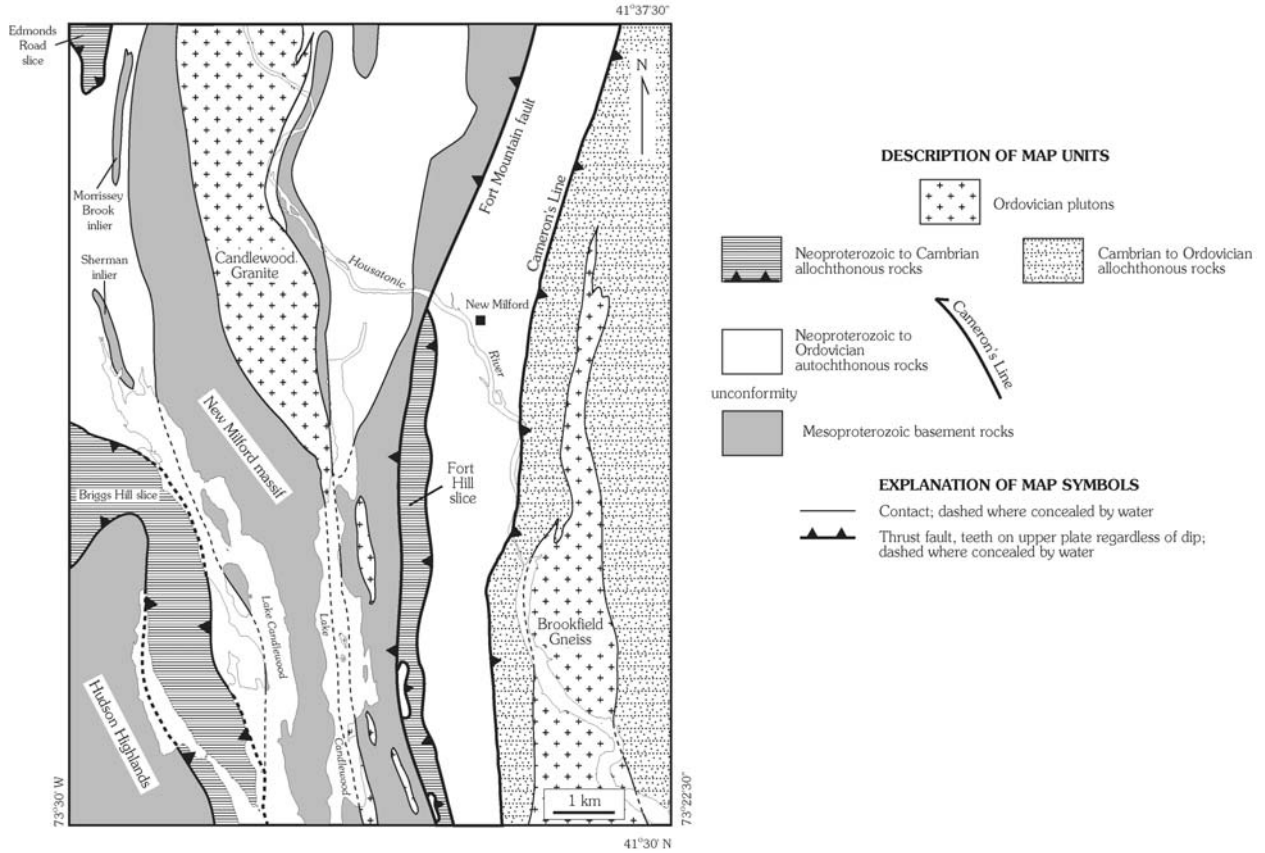 41°37'30"
Edmonds
Road
slice
N
Fort Mountain fault
Cameron's Line
Morrissey
Brook
inlier
Sherman
inlier
Candlewood
Granite
Housatonic
New Milford
River
New Milford massif
Briggs Hill slice
Fort
Hill
slice
Lake Candlewood
Lake
Candlewood
Brookfield
Gneiss
Hudson Highlands
1 km
73°30' W
73°22'30"
41°30' N
DESCRIPTION OF MAP UNITS
Ordovician plutons
Neoproterozoic to Cambrian
allochthonous rocks
Cambrian to Ordovician
allochthonous rocks
Cameron's Line
Neoproterozoic to
Ordovician
autochthonous rocks
unconformity
Mesoproterozoic basement rocks
EXPLANATION OF MAP SYMBOLS
Contact; dashed where concealed by water
Thrust fault, teeth on upper plate regardless of dip;
dashed where concealed by water